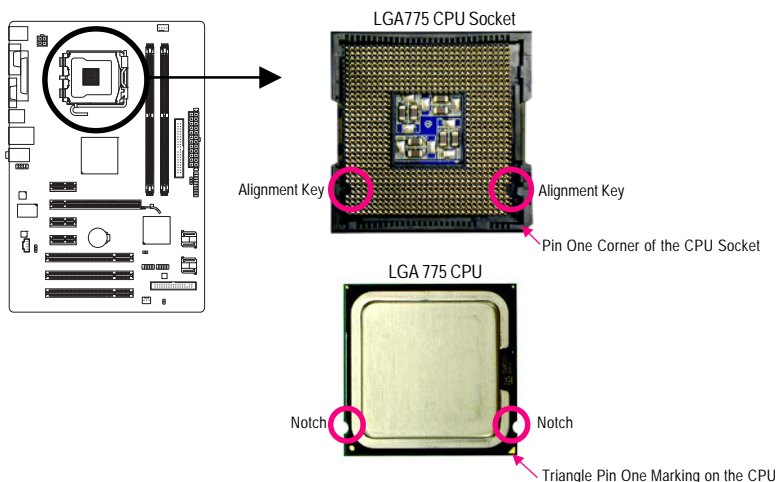 LGA775 CPU Socket
Alignment Key
Alignment Key
Pin One Corner of the CPU Socket
LGA 775 CPU
Notch
Notch
Triangle Pin One Marking on the CPU